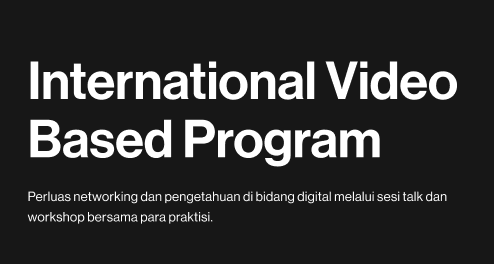 International Video
Based Program
Perluas networking dan pengetahuan di bidang digital melalui sesi talk dan
workshop bersama para praktisi.